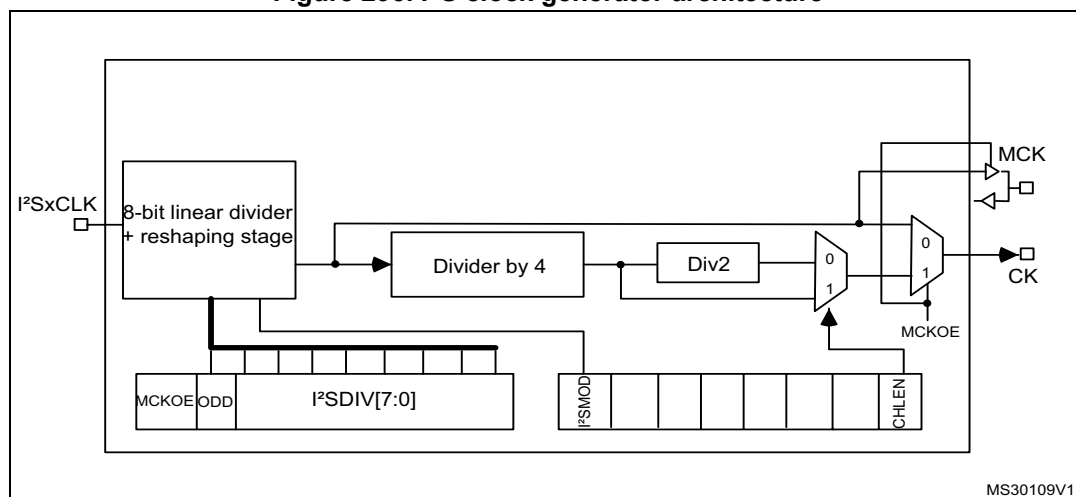 MCK
I²SxCLK
8-bit linear divider
+ reshaping stage
0
Divider by 4
Div2
0
1
1
CK
MCKOE
MCKOE
ODD
I²SDIV[7:0]
I²SMOD
CHLEN
MS30109V1